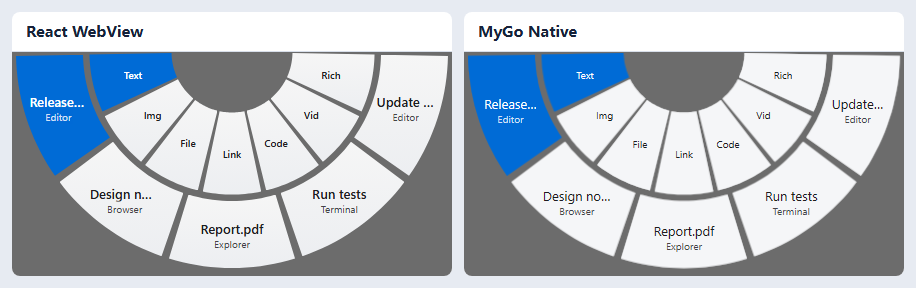 React WebView
Text
Rich
Release...
Editor
Img
Vid
Update ...
Editor
File
Code
Link
Design n...
Browser
Run tests
Terminal
Report.pdf
Explorer
MyGo Native
Text
Rich
Release...
Editor
Img
Vid
Update...
Editor
File
Code
Link
Design no...
Browser
Run tests
Terminal
Report.pdf
Explorer